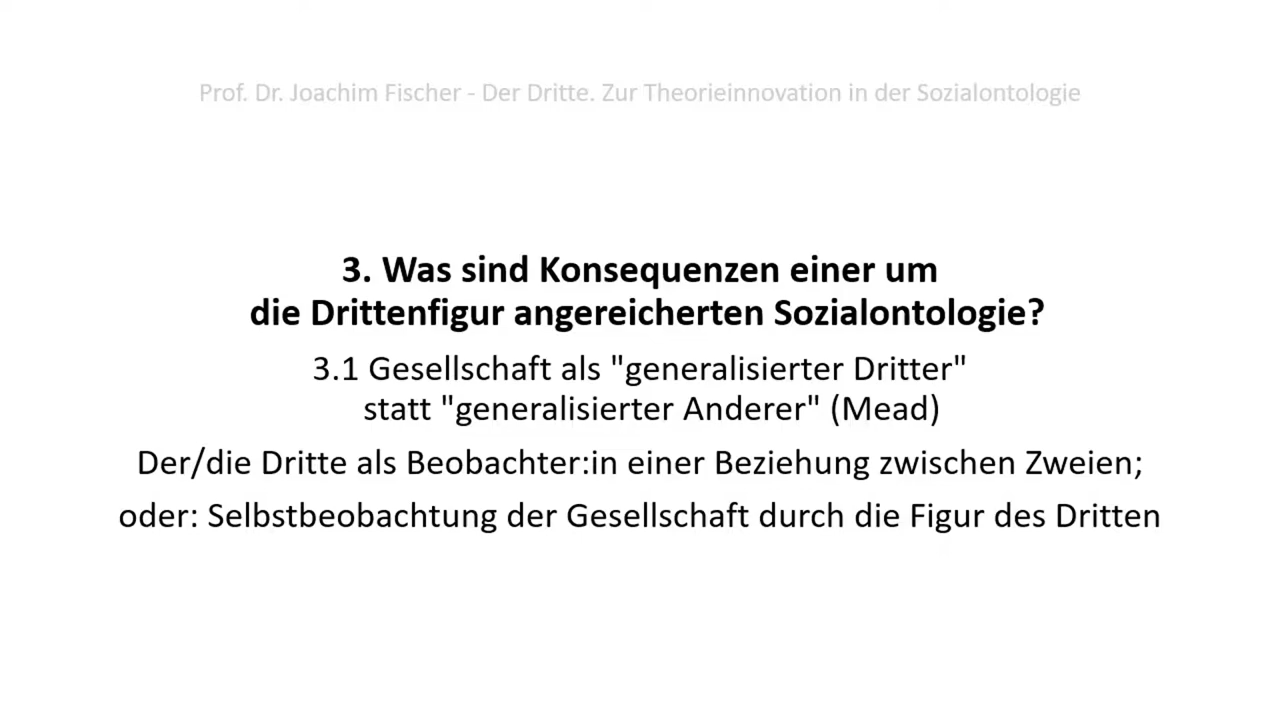 Prof. Dr. Joachim Fischer - Der Dritte. Zur Theorieinnovation in der Sozialontologie
3. Was sind Konsequenzen einer um
die Drittenfigur angereicherten Sozialontologie?
3.1 Gesellschaft als "generalisierter Dritter"
statt "generalisierter Anderer" (Mead)
Der/die Dritte als Beobachter:in einer Beziehung zwischen Zweien;
oder: Selbstbeobachtung der Gesellschaft durch die Figur des Dritten